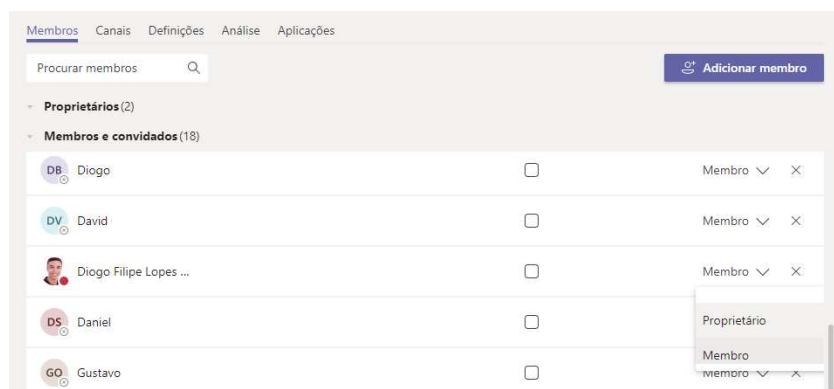 Membros Canais Definições Análise Aplicações
Procurar membros Adicionar membro
Proprietários (2)
Membros e convidados (18)
DB Diogo Membro
DV David Membro
Diogo Filipe Lopes ... Membro
DS Daniel Proprietário
Membro
GO Gustavo Membro